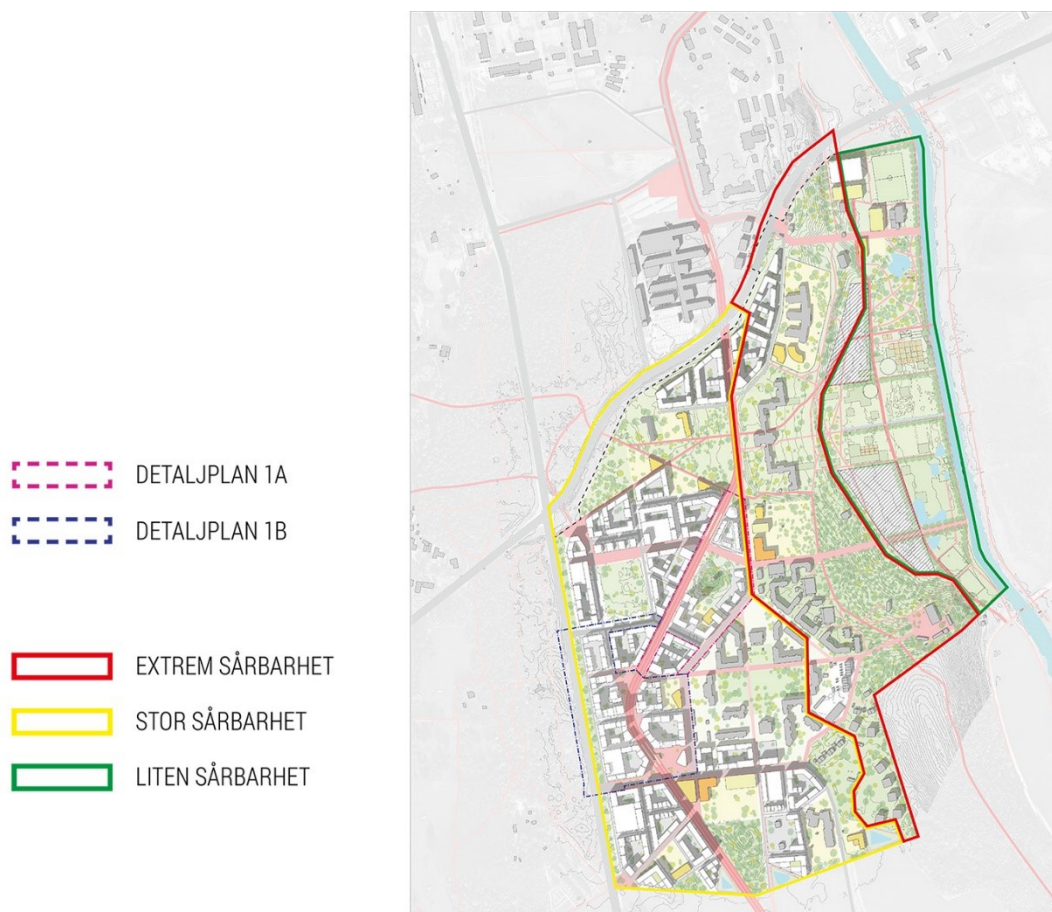 DETALJPLAN 1A
DETALJPLAN 1B
EXTREM SÅRBARHET
STOR SÅRBARHET
LITEN SÅRBARHET